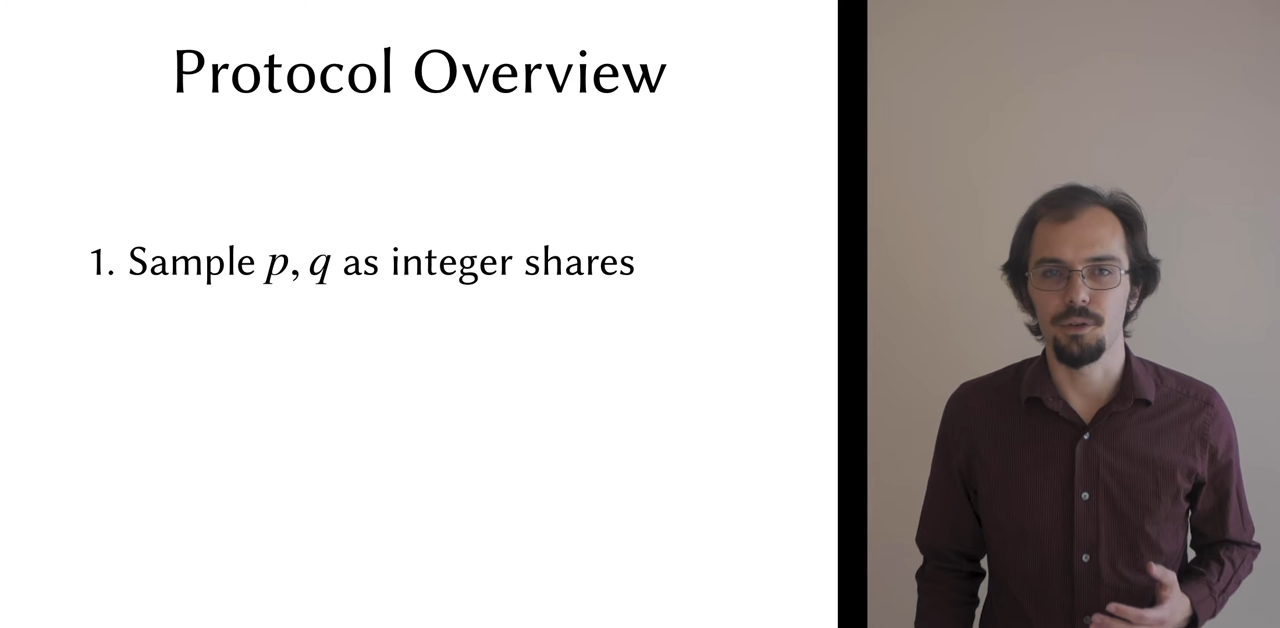 Protocol Overview
1. Sample p, q as integer shares